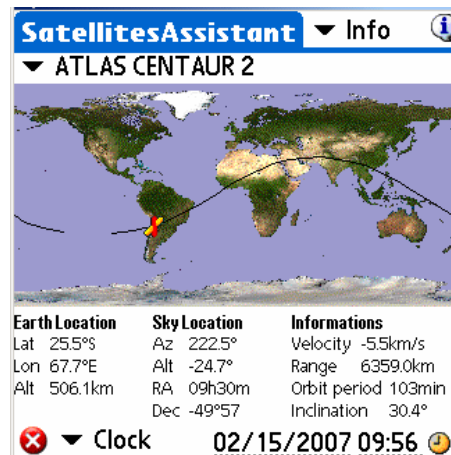 SatellitesAssistant Info
ATLAS CENTAUR 2
Earth Location Sky Location Informations
Lat 25.5°S Az 222.5° Velocity -5.5km/s
Lon 67.7°E Alt -24.7° Range 6359.0km
Alt 506.1km RA 09h30m Orbit period 103min
Dec -49°57 Inclination 30.4°
Clock 02/15/2007 09:56